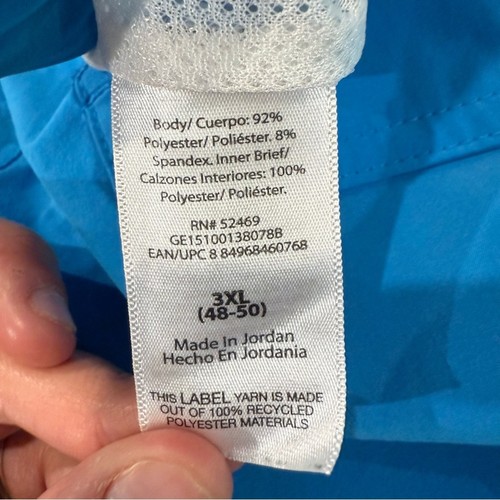 Body/ Cuerpo: 92%
Polyester/ Poliéster. 8%
Spandex. Inner Brief/
Calzones Interiores: 100%
Polyester/ Poliéster.
RN# 52469
GE15100138078B
EAN/UPC 8 84968460768
3XL
(48-50)
Made In Jordan
Hecho En Jordania
THIS LABEL YARN IS MADE
OUT OF 100% RECYCLED
POLYESTER MATERIALS